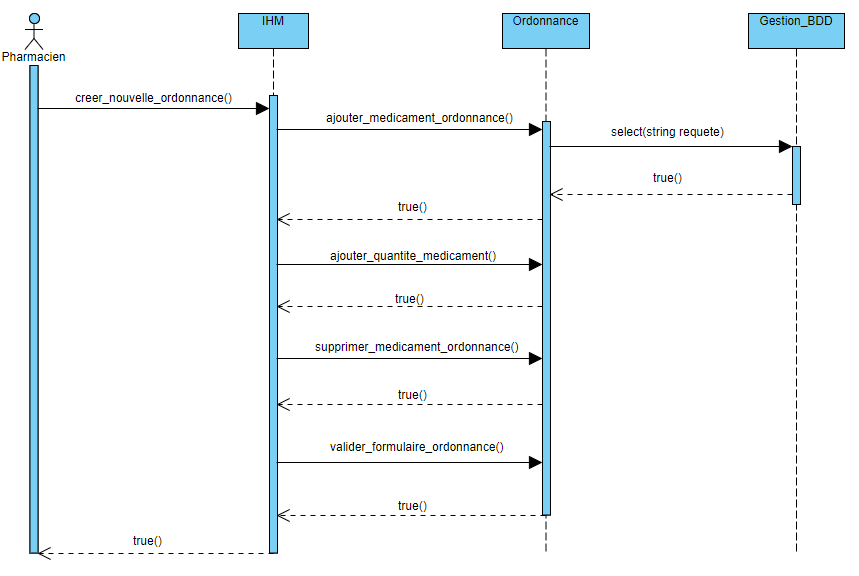 IHM
Ordonnance
Gestion_BDD
Pharmacien
creer_nouvelle_ordonnance()
ajouter_medicament_ordonnance()
select(string requete)
true()
true()
ajouter_quantite_medicament()
true()
supprimer_medicament_ordonnance()
true()
valider_formulaire_ordonnance()
true()
true()